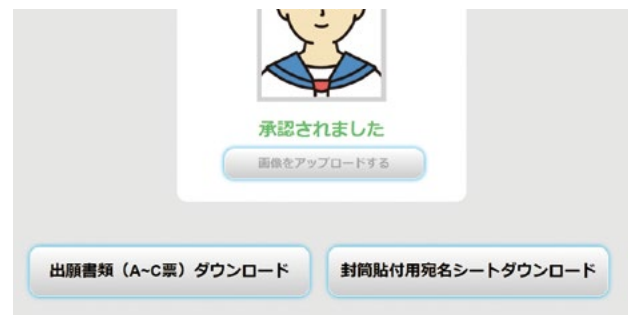 承認されました
画像をアップロードする
出願書類（A~C票）ダウンロード
封筒貼付用宛名シートダウンロード